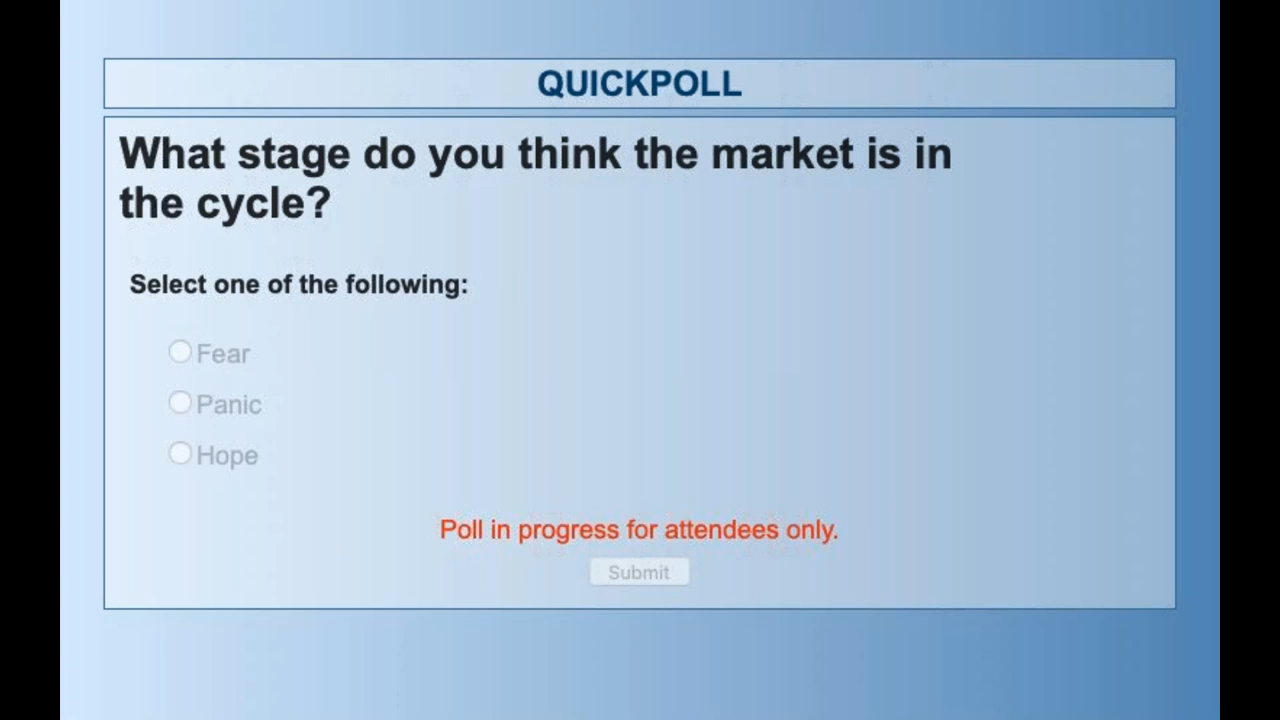 QUICKPOLL
What stage do you think the market is in
the cycle?
Select one of the following:
Fear
Panic
Hope
Poll in progress for attendees only.
Submit